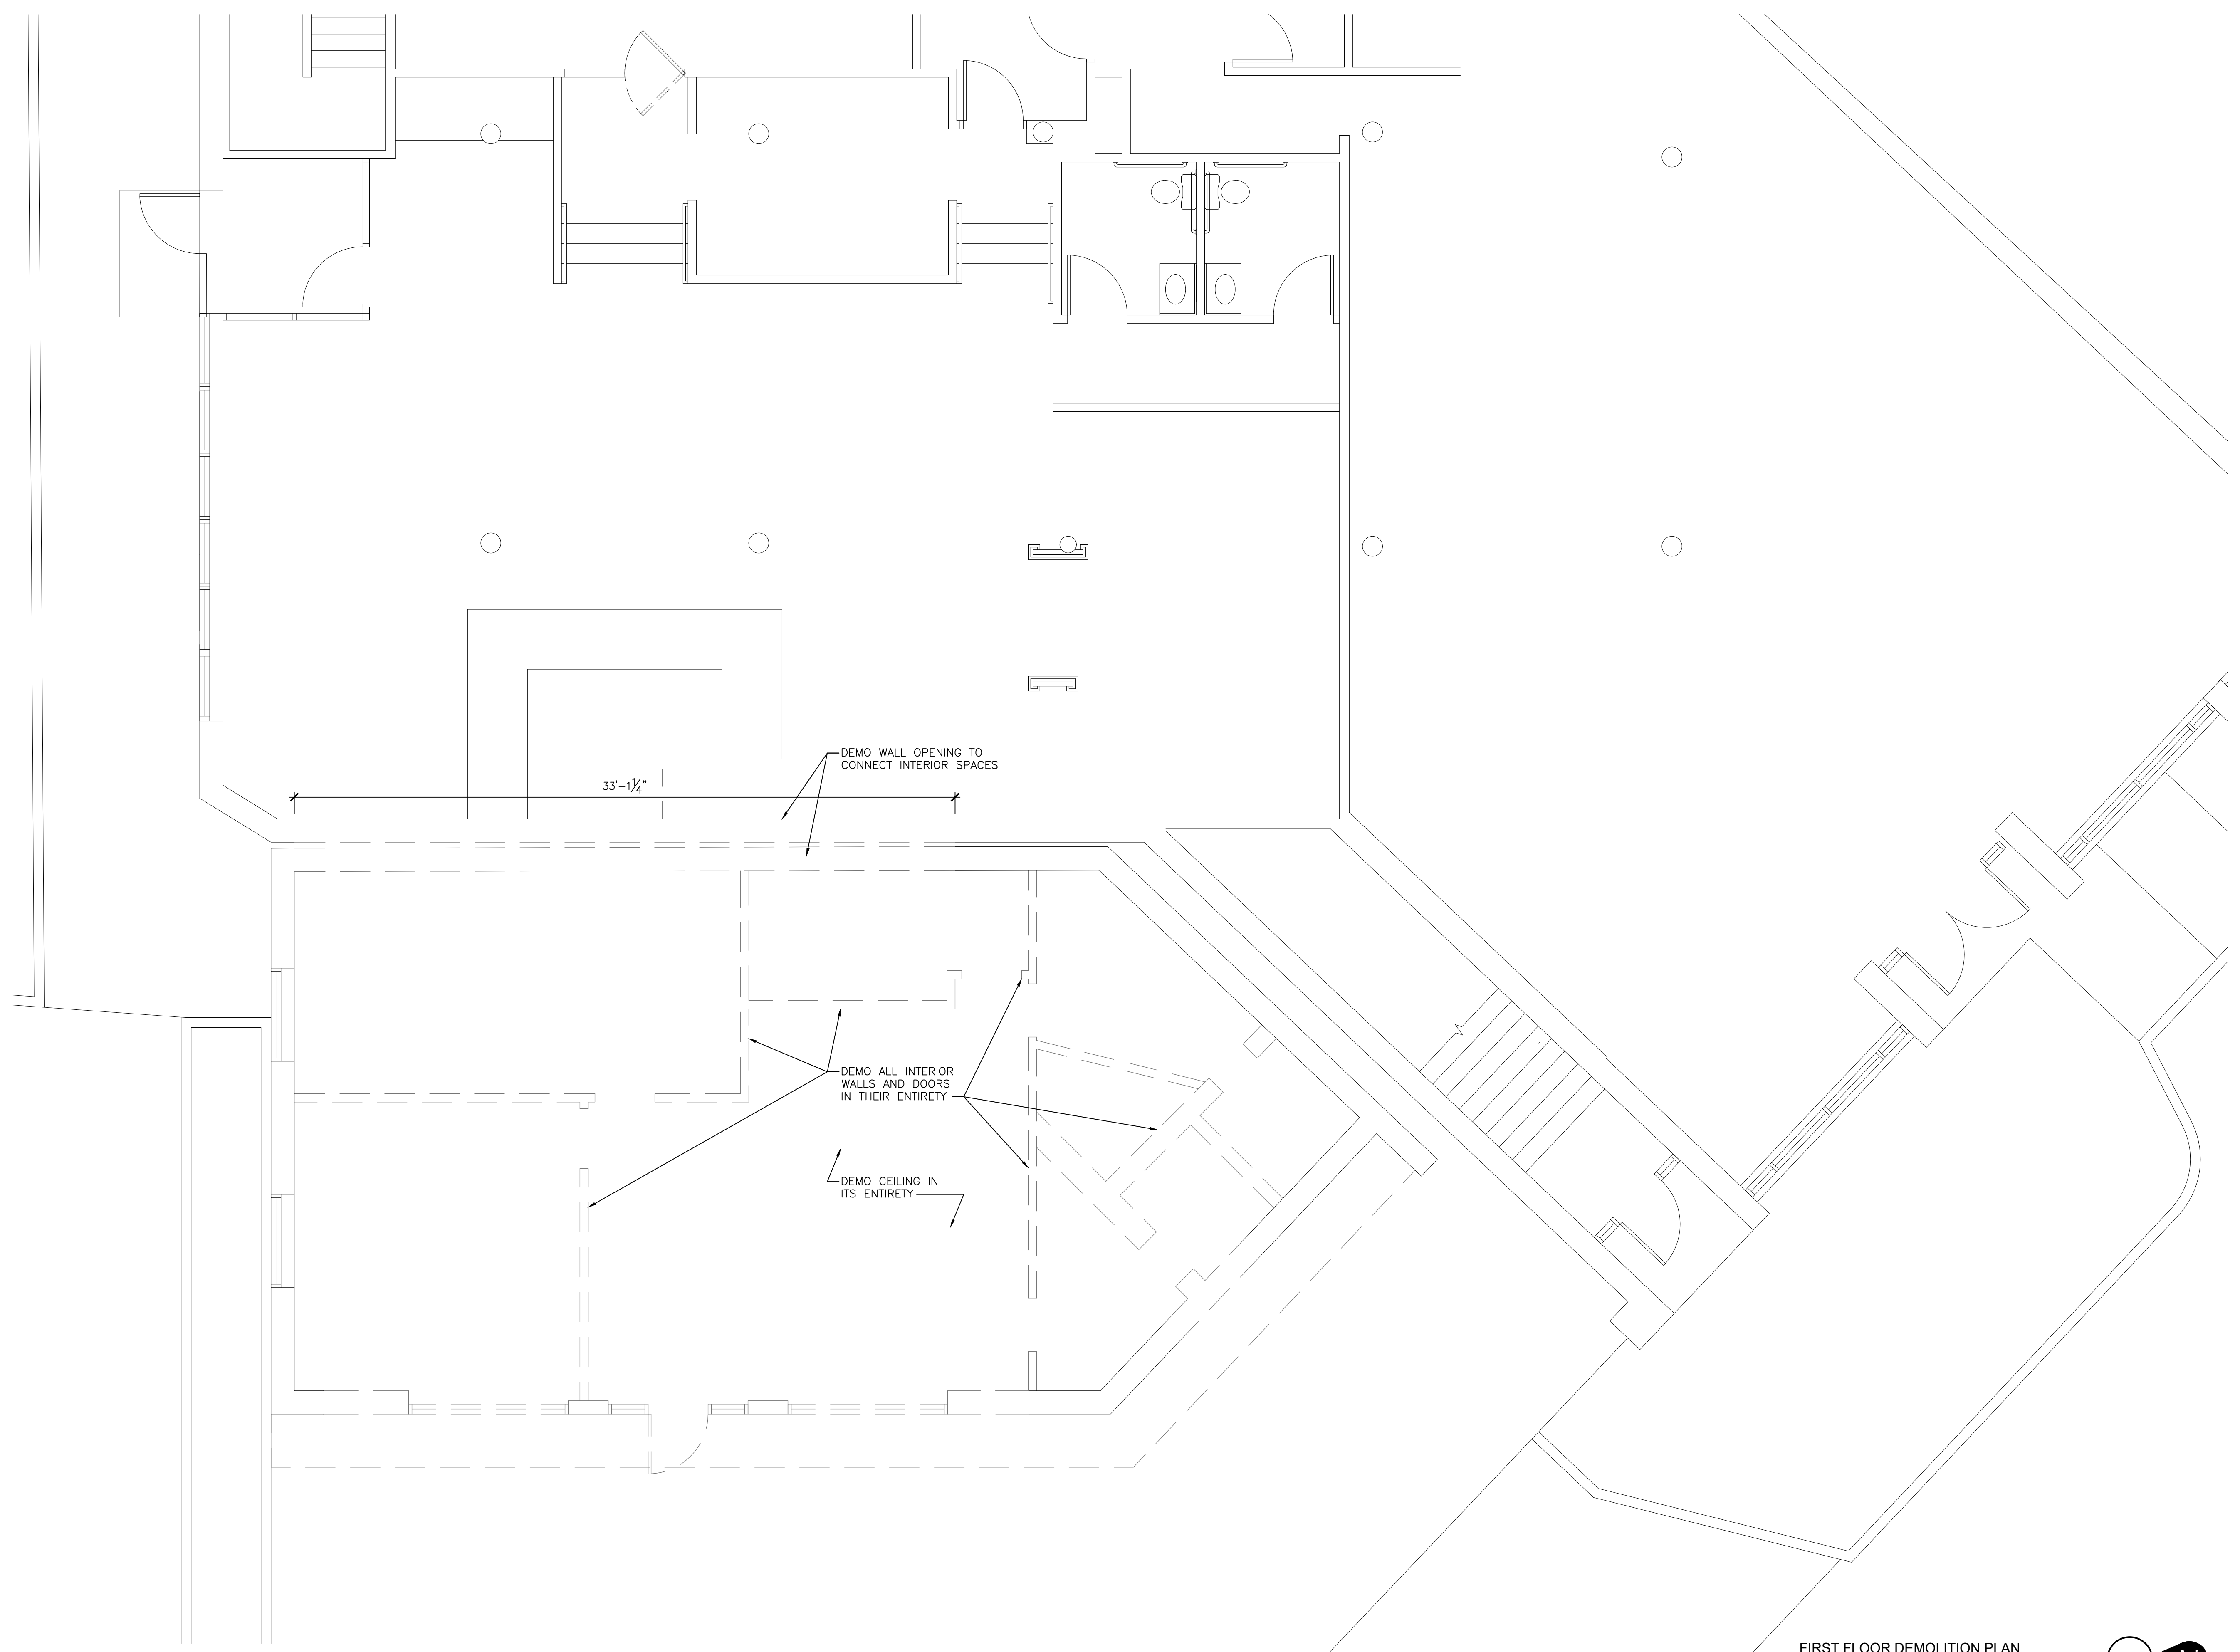 DEMO WALL OPENING TO
CONNECT INTERIOR SPACES
33'-1¼"
DEMO ALL INTERIOR
WALLS AND DOORS
IN THEIR ENTIRETY
DEMO CEILING IN
ITS ENTIRETY
FIRST FLOOR DEMOLITION PLAN